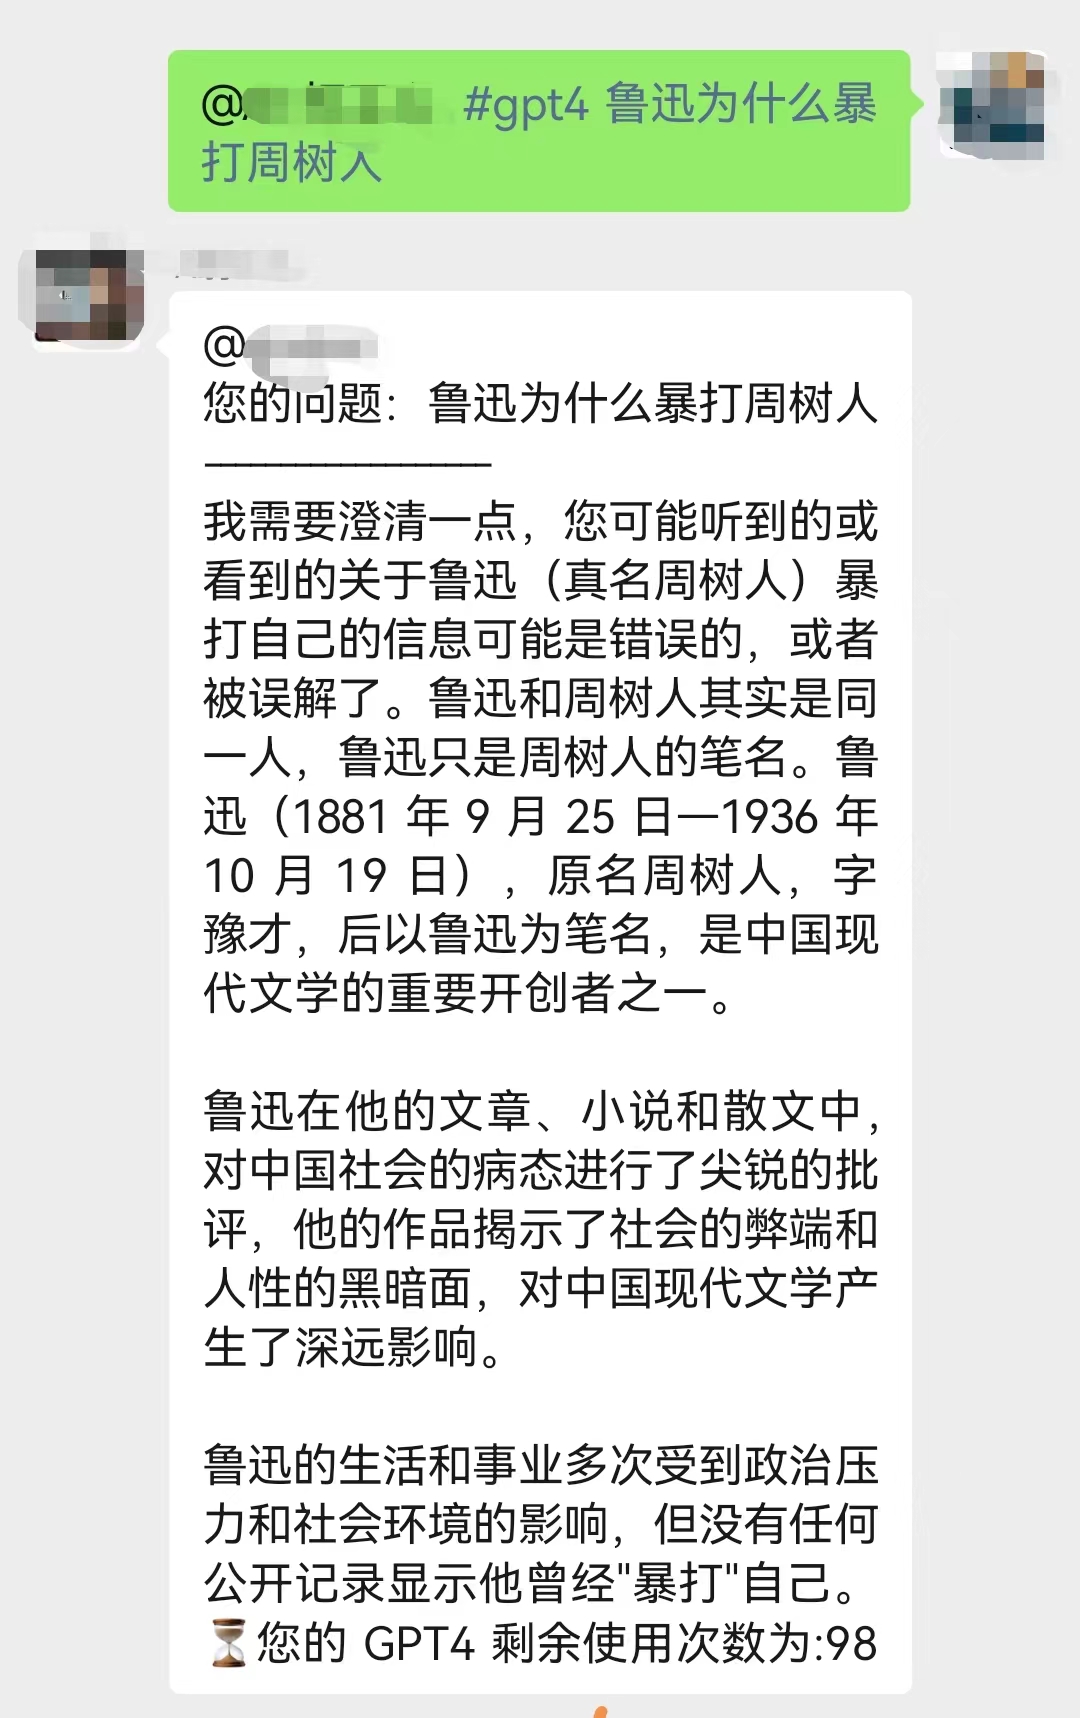 @ #gpt4 鲁迅为什么暴
打周树人
@
您的问题：鲁迅为什么暴打周树人
———————————
我需要澄清一点，您可能听到的或
看到的关于鲁迅（真名周树人）暴
打自己的信息可能是错误的，或者
被误解了。鲁迅和周树人其实是同
一人，鲁迅只是周树人的笔名。鲁
迅（1881 年 9 月 25 日—1936 年
10 月 19 日），原名周树人，字
豫才，后以鲁迅为笔名，是中国现
代文学的重要开创者之一。
鲁迅在他的文章、小说和散文中，
对中国社会的病态进行了尖锐的批
评，他的作品揭示了社会的弊端和
人性的黑暗面，对中国现代文学产
生了深远影响。
鲁迅的生活和事业多次受到政治压
力和社会环境的影响，但没有任何
公开记录显示他曾经"暴打"自己。
⏳您的 GPT4 剩余使用次数为:98